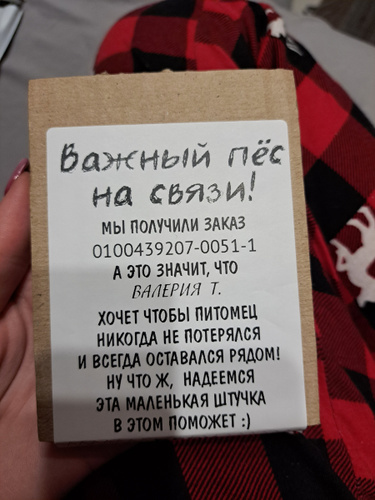 Важный пёс
на связи!
МЫ ПОЛУЧИЛИ ЗАКАЗ
0100439207-0051-1
А ЭТО ЗНАЧИТ, ЧТО
ВАЛЕРИЯ Т.
ХОЧЕТ ЧТОБЫ ПИТОМЕЦ
НИКОГДА НЕ ПОТЕРЯЛСЯ
И ВСЕГДА ОСТАВАЛСЯ РЯДОМ!
НУ ЧТО Ж, НАДЕЕМСЯ
ЭТА МАЛЕНЬКАЯ ШТУЧКА
В ЭТОМ ПОМОЖЕТ :)